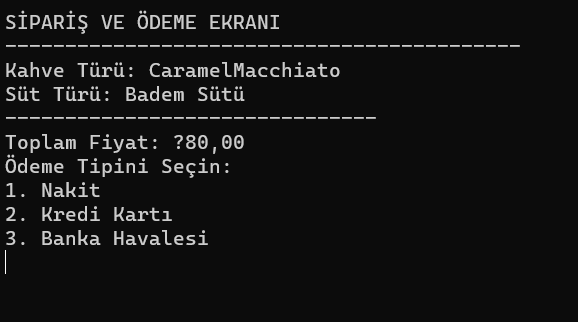 SİPARİŞ VE ÖDEME EKRANI
-------------------------------------------
Kahve Türü: CaramelMacchiato
Süt Türü: Badem Sütü
-------------------------------
Toplam Fiyat: ?80,00
Ödeme Tipini Seçin:
1. Nakit
2. Kredi Kartı
3. Banka Havalesi